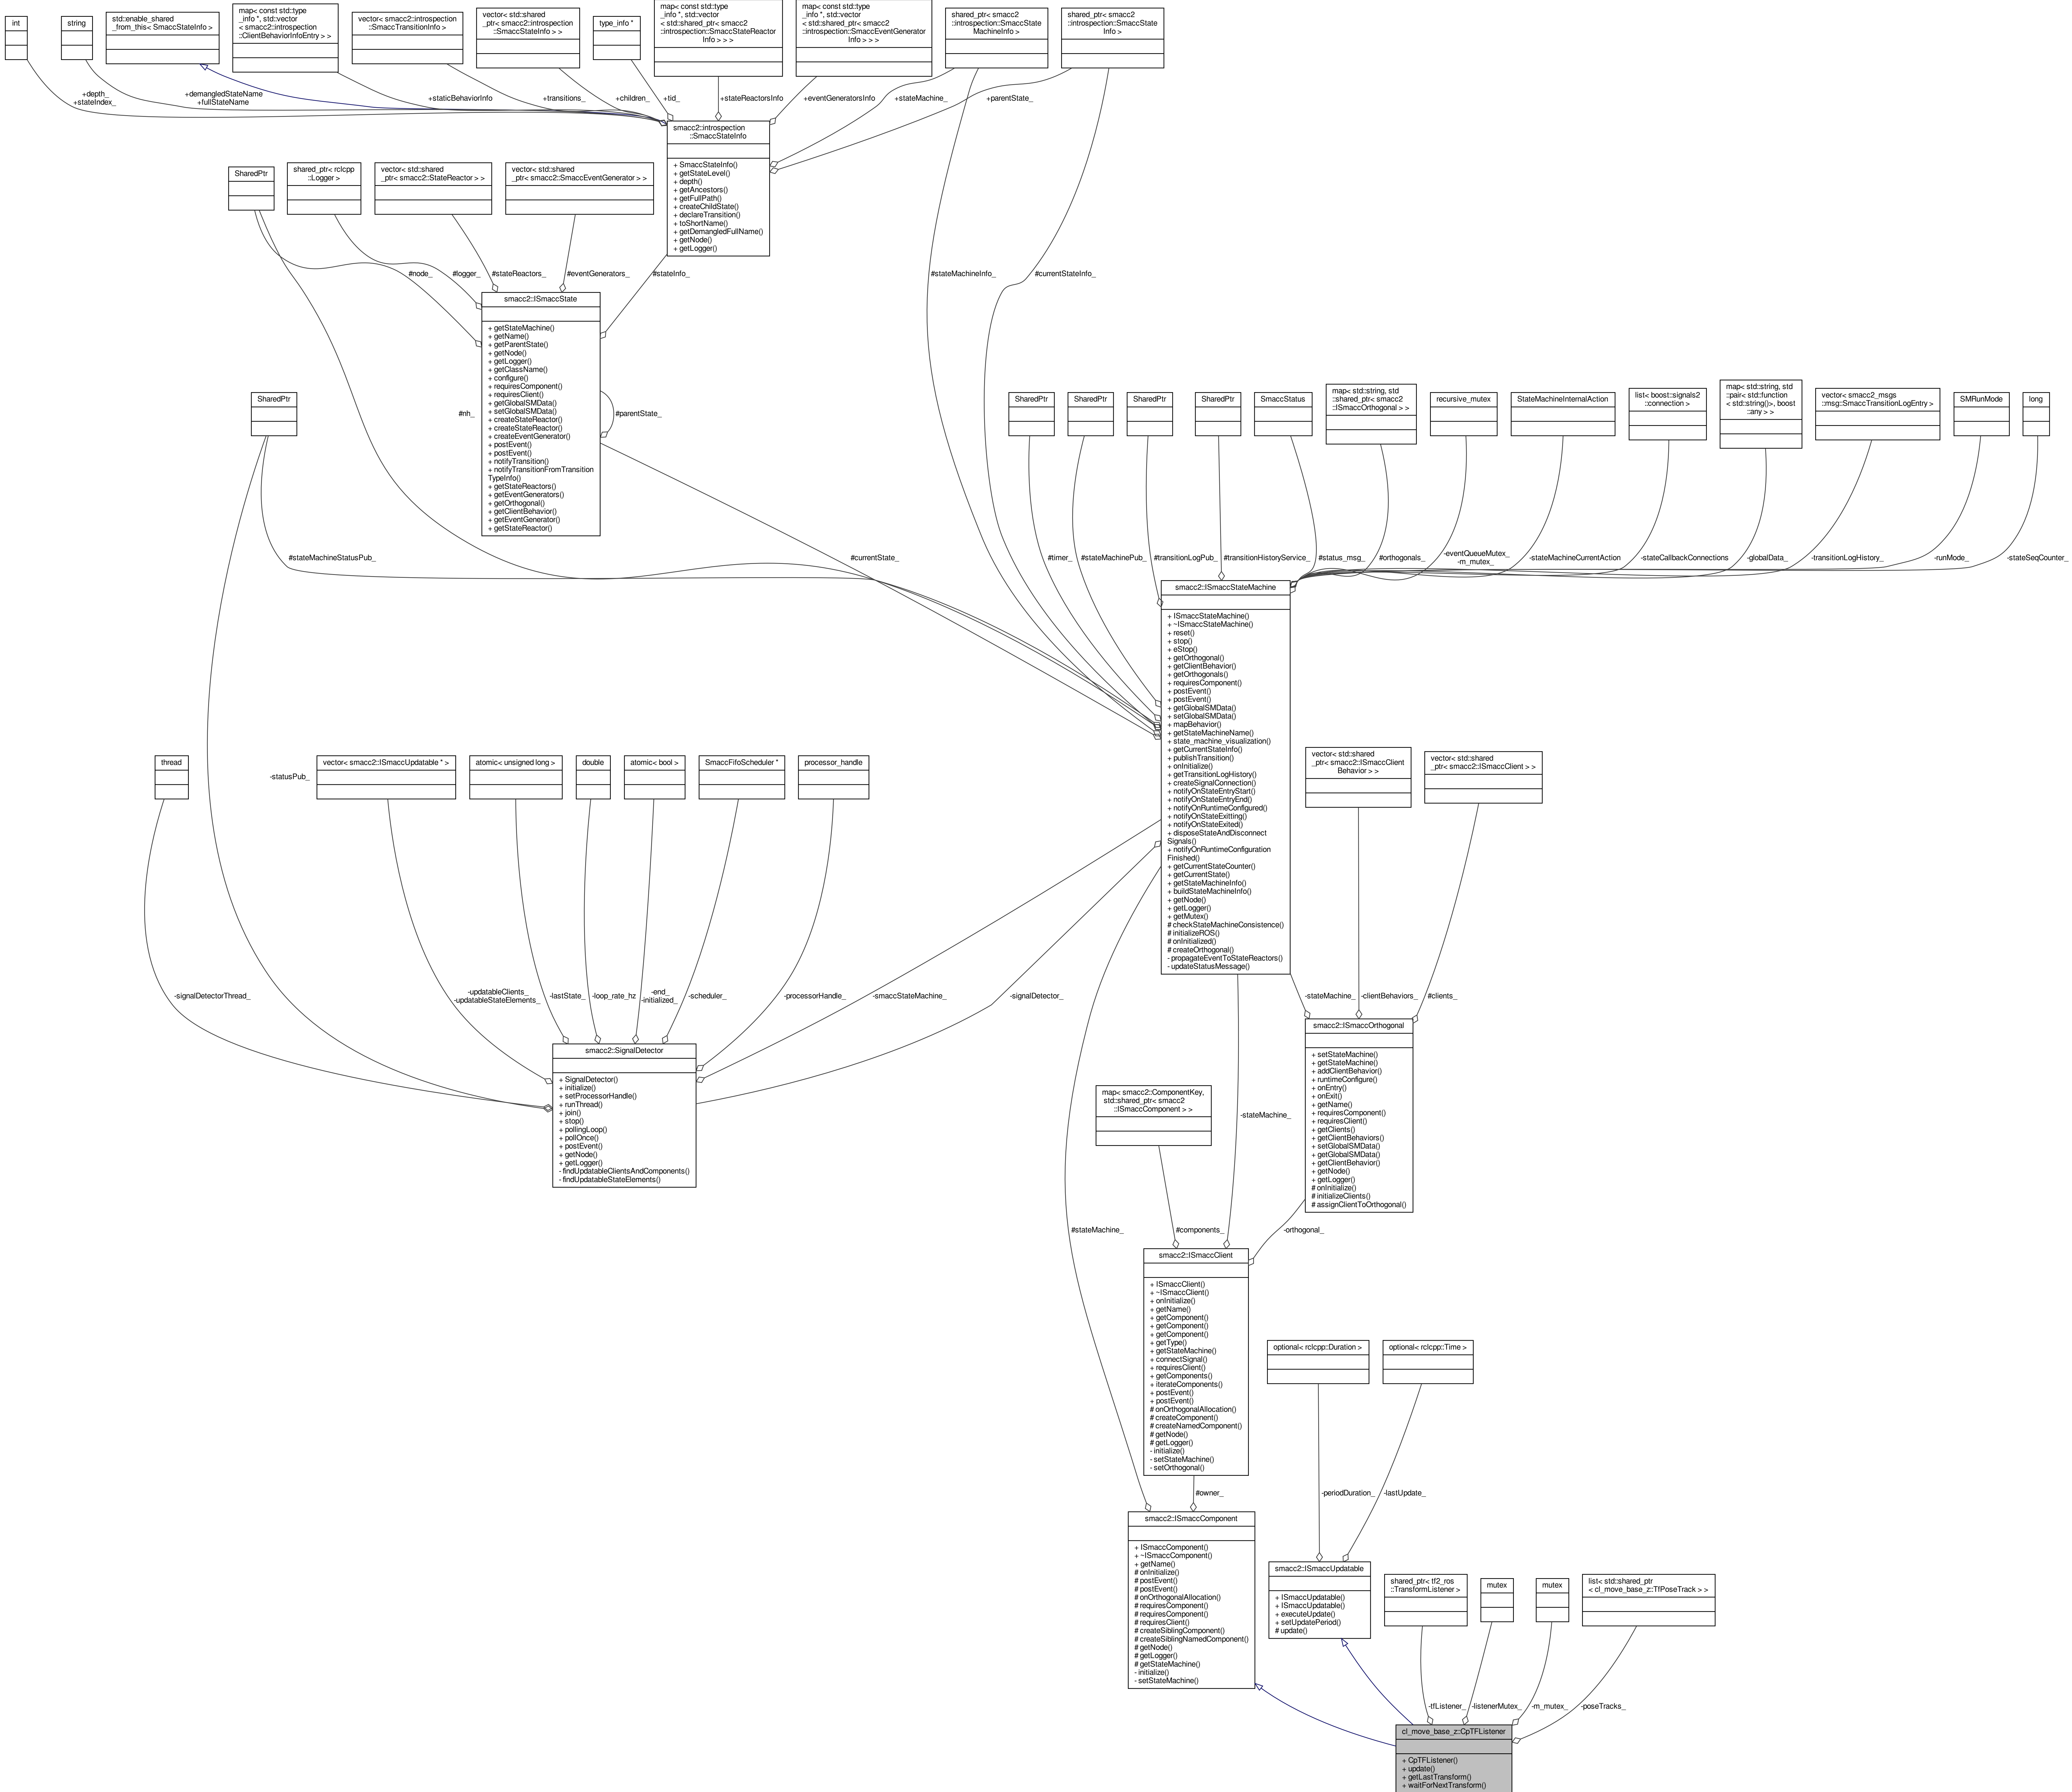 int
string
std::enable_shared
_from_this< SmaccStateInfo >
map< const std::type
_info *, std::vector
< smacc2::introspection
::ClientBehaviorInfoEntry > >
vector< smacc2::introspection
::SmaccTransitionInfo >
vector< std::shared
_ptr< smacc2::introspection
::SmaccStateInfo > >
type_info *
map< const std::type
_info *, std::vector
< std::shared_ptr< smacc2
::introspection::SmaccStateReactor
Info > > >
map< const std::type
_info *, std::vector
< std::shared_ptr< smacc2
::introspection::SmaccEventGenerator
Info > > >
shared_ptr< smacc2
::introspection::SmaccState
MachineInfo >
shared_ptr< smacc2
::introspection::SmaccState
Info >
+depth_
+stateIndex_
+demangledStateName
+fullStateName
+staticBehaviorInfo
+transitions_
+children_
+tid_
+stateReactorsInfo
+eventGeneratorsInfo
+stateMachine_
+parentState_
smacc2::introspection
::SmaccStateInfo
+ SmaccStateInfo()
+ getStateLevel()
+ depth()
+ getAncestors()
+ getFullPath()
+ createChildState()
+ declareTransition()
+ toShortName()
+ getDemangledFullName()
+ getNode()
+ getLogger()
SharedPtr
shared_ptr< rclcpp
::Logger >
vector< std::shared
_ptr< smacc2::StateReactor > >
vector< std::shared
_ptr< smacc2::SmaccEventGenerator > >
#node_
#logger_
#stateReactors_
#eventGenerators_
#stateInfo_
#stateMachineInfo_
#currentStateInfo_
smacc2::ISmaccState
+ getStateMachine()
+ getName()
+ getParentState()
+ getNode()
+ getLogger()
+ getClassName()
+ configure()
+ requiresComponent()
+ requiresClient()
+ getGlobalSMData()
+ setGlobalSMData()
+ createStateReactor()
+ createStateReactor()
+ createEventGenerator()
+ postEvent()
+ postEvent()
+ notifyTransition()
+ notifyTransitionFromTransition
TypeInfo()
+ getStateReactors()
+ getEventGenerators()
+ getOrthogonal()
+ getClientBehavior()
+ getEventGenerator()
+ getStateReactor()
#nh_
#parentState_
SharedPtr
SharedPtr
SharedPtr
SharedPtr
SharedPtr
SmaccStatus
map< std::string, std
::shared_ptr< smacc2
::ISmaccOrthogonal > >
recursive_mutex
StateMachineInternalAction
list< boost::signals2
::connection >
map< std::string, std
::pair< std::function
< std::string()>, boost
::any > >
vector< smacc2_msgs
::msg::SmaccTransitionLogEntry >
SMRunMode
long
#stateMachineStatusPub_
#currentState_
#timer_
#stateMachinePub_
#transitionLogPub_
#transitionHistoryService_
#status_msg_
#orthogonals_
-eventQueueMutex_
-m_mutex_
-stateMachineCurrentAction
-stateCallbackConnections
-globalData_
-transitionLogHistory_
-runMode_
-stateSeqCounter_
smacc2::ISmaccStateMachine
+ ISmaccStateMachine()
+ ~ISmaccStateMachine()
+ reset()
+ stop()
+ eStop()
+ getOrthogonal()
+ getClientBehavior()
+ getOrthogonals()
+ requiresComponent()
+ postEvent()
+ postEvent()
+ getGlobalSMData()
+ setGlobalSMData()
+ mapBehavior()
+ getStateMachineName()
+ state_machine_visualization()
+ getCurrentStateInfo()
+ publishTransition()
+ onInitialize()
+ getTransitionLogHistory()
+ createSignalConnection()
+ notifyOnStateEntryStart()
+ notifyOnStateEntryEnd()
+ notifyOnRuntimeConfigured()
+ notifyOnStateExitting()
+ notifyOnStateExited()
+ disposeStateAndDisconnect
Signals()
+ notifyOnRuntimeConfiguration
Finished()
+ getCurrentStateCounter()
+ getCurrentState()
+ getStateMachineInfo()
+ buildStateMachineInfo()
+ getNode()
+ getLogger()
+ getMutex()
# checkStateMachineConsistence()
# initializeROS()
# onInitialized()
# createOrthogonal()
- propagateEventToStateReactors()
- updateStatusMessage()
thread
-statusPub_
vector< smacc2::ISmaccUpdatable * >
atomic< unsigned long >
double
atomic< bool >
SmaccFifoScheduler *
processor_handle
vector< std::shared
_ptr< smacc2::ISmaccClient
Behavior > >
vector< std::shared
_ptr< smacc2::ISmaccClient > >
-signalDetectorThread_
-updatableClients_
-updatableStateElements_
-lastState_
-loop_rate_hz
-end_
-initialized_
-scheduler_
-processorHandle_
-smaccStateMachine_
-signalDetector_
-stateMachine_
-clientBehaviors_
#clients_
smacc2::SignalDetector
+ SignalDetector()
+ initialize()
+ setProcessorHandle()
+ runThread()
+ join()
+ stop()
+ pollingLoop()
+ pollOnce()
+ postEvent()
+ getNode()
+ getLogger()
- findUpdatableClientsAndComponents()
- findUpdatableStateElements()
smacc2::ISmaccOrthogonal
+ setStateMachine()
+ getStateMachine()
+ addClientBehavior()
+ runtimeConfigure()
+ onEntry()
+ onExit()
+ getName()
+ requiresComponent()
+ requiresClient()
+ getClients()
+ getClientBehaviors()
+ setGlobalSMData()
+ getGlobalSMData()
+ getClientBehavior()
+ getNode()
+ getLogger()
# onInitialize()
# initializeClients()
# assignClientToOrthogonal()
map< smacc2::ComponentKey,
std::shared_ptr< smacc2
::ISmaccComponent > >
-stateMachine_
#stateMachine_
#components_
-orthogonal_
smacc2::ISmaccClient
+ ISmaccClient()
+ ~ISmaccClient()
+ onInitialize()
+ getName()
+ getComponent()
+ getComponent()
+ getComponent()
+ getType()
+ getStateMachine()
+ connectSignal()
+ requiresClient()
+ getComponents()
+ iterateComponents()
+ postEvent()
+ postEvent()
# onOrthogonalAllocation()
# createComponent()
# createNamedComponent()
# getNode()
# getLogger()
- initialize()
- setStateMachine()
- setOrthogonal()
optional< rclcpp::Duration >
optional< rclcpp::Time >
#owner_
-periodDuration_
-lastUpdate_
smacc2::ISmaccComponent
+ ISmaccComponent()
+ ~ISmaccComponent()
+ getName()
# onInitialize()
# postEvent()
# postEvent()
# onOrthogonalAllocation()
# requiresComponent()
# requiresComponent()
# requiresClient()
# createSiblingComponent()
# createSiblingNamedComponent()
# getNode()
# getLogger()
# getStateMachine()
- initialize()
- setStateMachine()
smacc2::ISmaccUpdatable
+ ISmaccUpdatable()
+ ISmaccUpdatable()
+ executeUpdate()
+ setUpdatePeriod()
# update()
shared_ptr< tf2_ros
::TransformListener >
mutex
mutex
list< std::shared_ptr
< cl_move_base_z::TfPoseTrack > >
-tfListener_
-listenerMutex_
-m_mutex_
-poseTracks_
cl_move_base_z::CpTFListener
+ CpTFListener()
+ update()
+ getLastTransform()
+ waitForNextTransform()